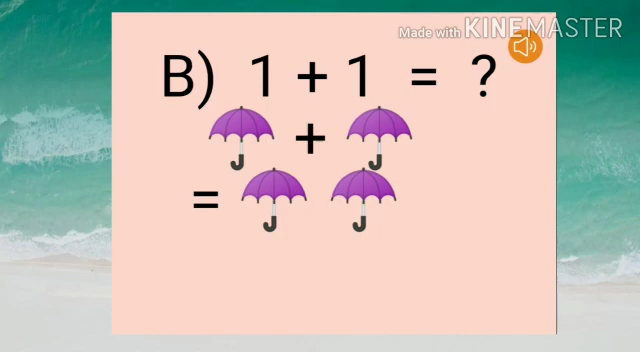 Made with KINEMASTER
B) 1 + 1 = ?
+
=